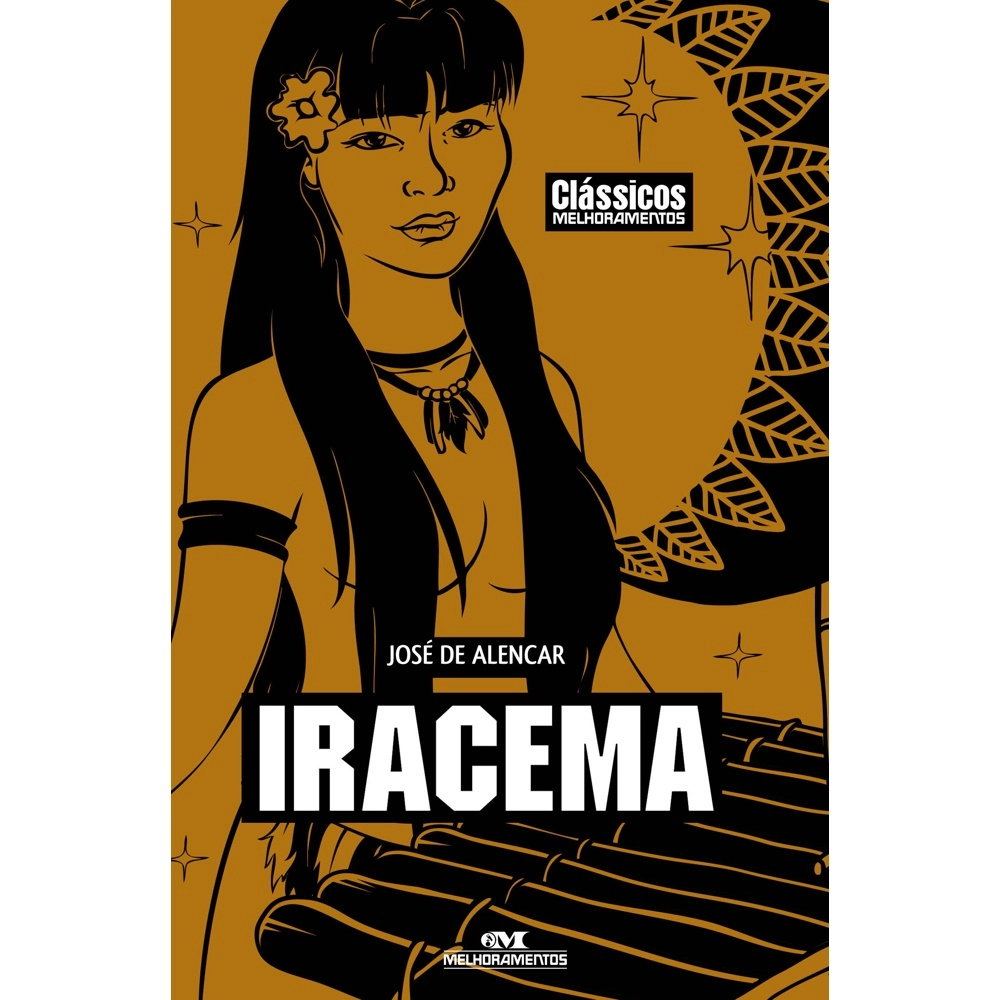 Clássicos
MELHORAMENTOS
JOSÉ DE ALENCAR
IRACEMA
MELHORAMENTOS